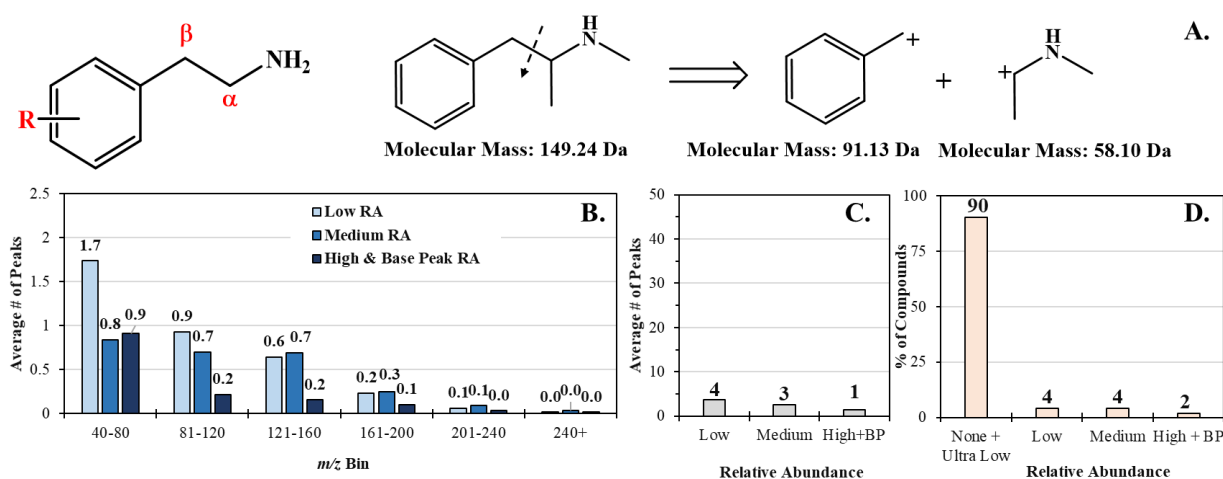 β
α
NH₂
R
H
N
+
+
+
H
N
A.
Molecular Mass: 149.24 Da
Molecular Mass: 91.13 Da
Molecular Mass: 58.10 Da
B.
Average # of Peaks
2.5
2
1.5
1
0.5
0
Low RA
Medium RA
High & Base Peak RA
1.7
0.8
0.9
0.9
0.7
0.2
0.6
0.7
0.2
0.2
0.3
0.1
0.1
0.1
0.0
0.0
0.0
0.0
40-80
81-120
121-160
161-200
201-240
240+
m/z Bin
C.
Average # of Peaks
50
40
30
20
10
0
4
3
1
Low
Medium
High+BP
Relative Abundance
D.
% of Compounds
100
75
50
25
0
90
4
4
2
None +
Ultra Low
Low
Medium
High + BP
Relative Abundance